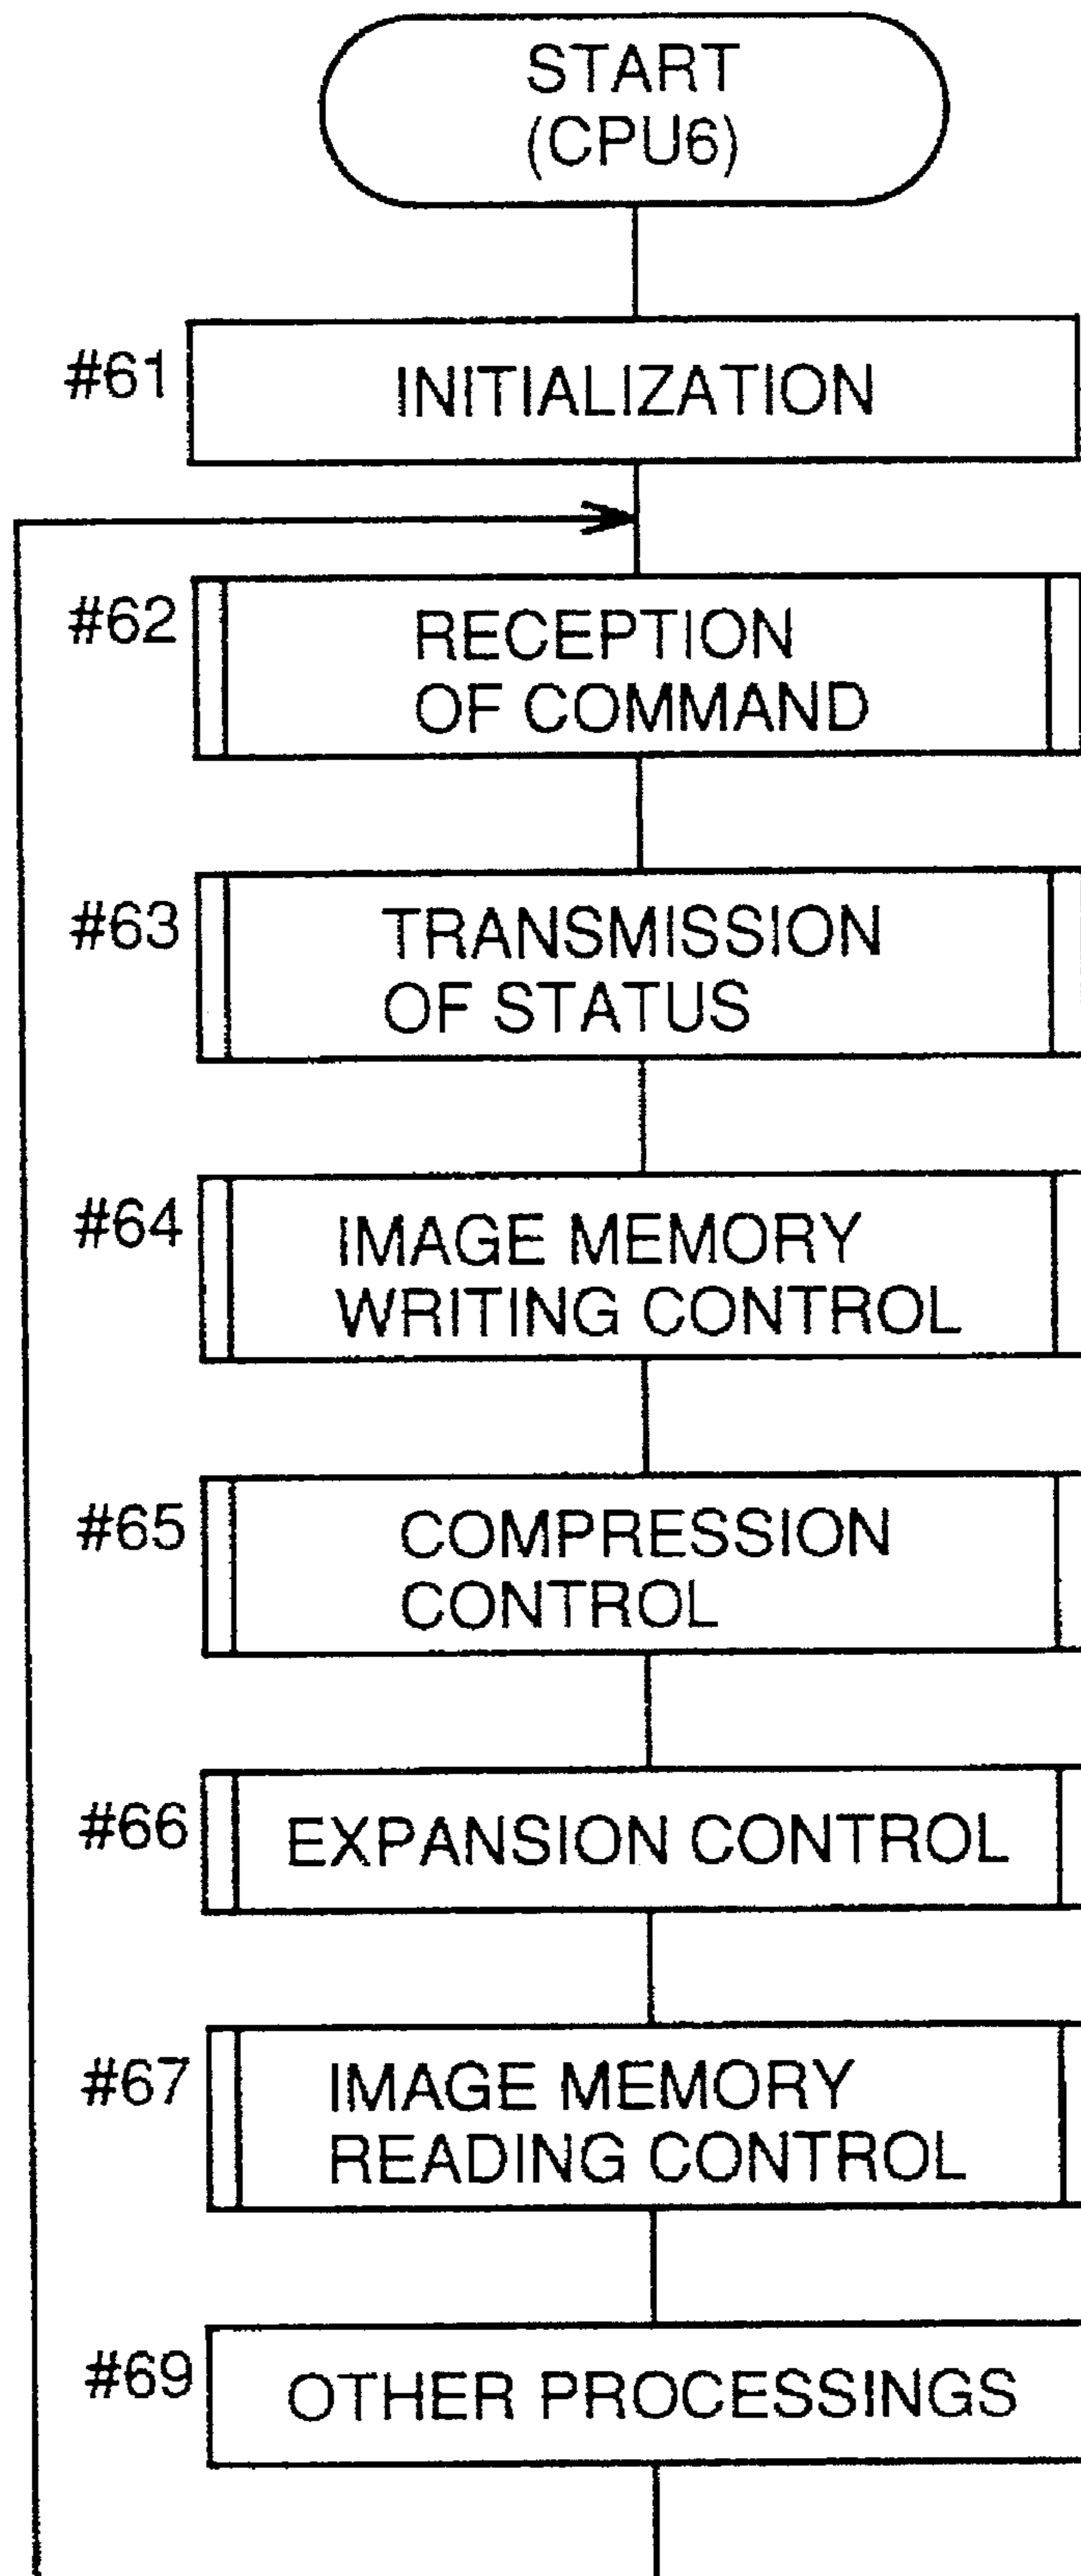 START
(CPU6)
#61
INITIALIZATION
#62
RECEPTION
OF COMMAND
#63
TRANSMISSION
OF STATUS
#64
IMAGE MEMORY
WRITING CONTROL
#65
COMPRESSION
CONTROL
#66
EXPANSION CONTROL
#67
IMAGE MEMORY
READING CONTROL
#69
OTHER PROCESSINGS